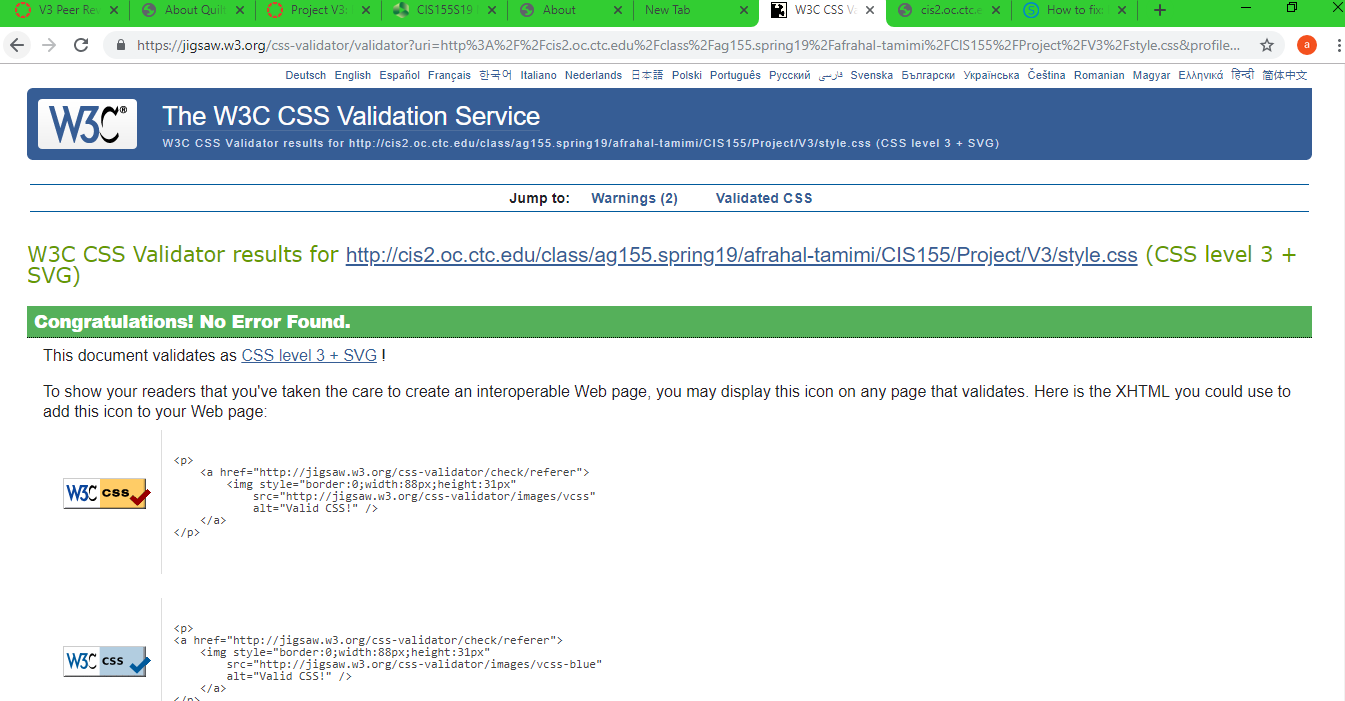 V3 Peer Re
About Quil
Project V3:
CIS155S19
About
New Tab
W3C CSS Va
cis2.oc.ctc.e
How to fix
https://jigsaw.w3.org/css-validator/validator?uri=http%3A%2F%2Fcis2.oc.ctc.edu%2Fclass%2Fag155.spring19%2Fafrahal-tamimi%2FCIS155%2FProject%2FV3%2Fstyle.css&profile...
a
Deutsch English Español Français 한국어 Italiano Nederlands 日本語 Polski Português Русский فارسی Svenska Български Українська Čeština Romanian Magyar Ελληνικά हिन्दी 简体中文
W3C®
The W3C CSS Validation Service
W3C CSS Validator results for http://cis2.oc.ctc.edu/class/ag155.spring19/afrahal-tamimi/CIS155/Project/V3/style.css (CSS level 3 + SVG)
Jump to: Warnings (2) Validated CSS
W3C CSS Validator results for http://cis2.oc.ctc.edu/class/ag155.spring19/afrahal-tamimi/CIS155/Project/V3/style.css (CSS level 3 +
SVG)
Congratulations! No Error Found.
This document validates as CSS level 3 + SVG !
To show your readers that you've taken the care to create an interoperable Web page, you may display this icon on any page that validates. Here is the XHTML you could use to
add this icon to your Web page:
W3C css
<p>
<a href="http://jigsaw.w3.org/css-validator/check/referer">
<img style="border:0;width:88px;height:31px"
src="http://jigsaw.w3.org/css-validator/images/vcss"
alt="Valid CSS!" />
</a>
</p>
W3C css
<p>
<a href="http://jigsaw.w3.org/css-validator/check/referer">
<img style="border:0;width:88px;height:31px"
src="http://jigsaw.w3.org/css-validator/images/vcss-blue"
alt="Valid CSS!" />
</a>
</p>